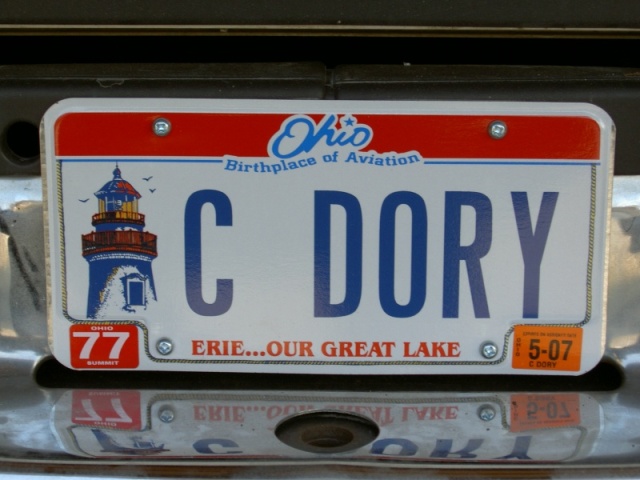 Ohio
Birthplace of Aviation
C DORY
OHIO
77
SUMMIT
ERIE...OUR GREAT LAKE
5-07
C DORY